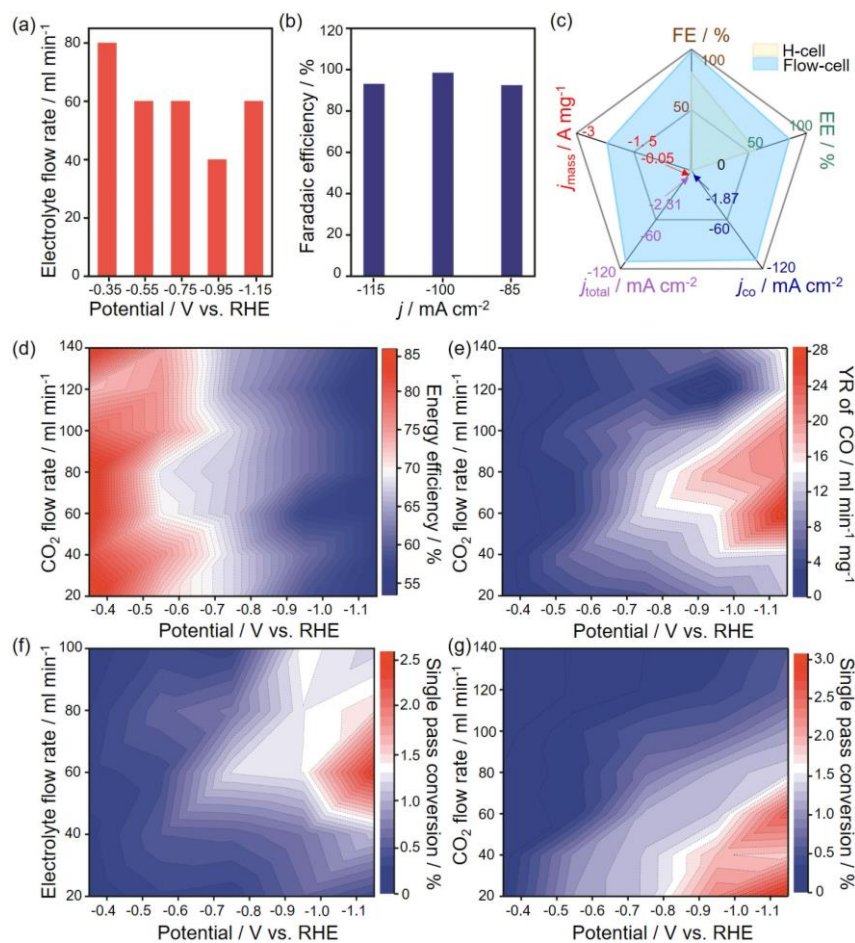 (a)
Electrolyte flow rate / ml min⁻¹
80
60
40
20
0
-0.35 -0.55 -0.75 -0.95 -1.15
Potential / V vs. RHE
(b)
Faradaic efficiency / %
120
100
80
60
40
20
0
-115 -100 -85
j / mA cm⁻²
(c)
FE / %
H-cell
Flow-cell
100
50
EE / %
100
50
0
jmass / A mg⁻¹
-3
-1.5
-0.05
-2.31
-1.87
-60
-60
-120
-120
jtotal / mA cm⁻²
jco / mA cm⁻²
(d)
CO₂ flow rate / ml min⁻¹
140
120
100
80
60
40
20
-0.4 -0.5 -0.6 -0.7 -0.8 -0.9 -1.0 -1.1
Potential / V vs. RHE
85
80
75
70
65
60
55
Energy efficiency / %
(e)
CO₂ flow rate / ml min⁻¹
140
120
100
80
60
40
20
-0.4 -0.5 -0.6 -0.7 -0.8 -0.9 -1.0 -1.1
Potential / V vs. RHE
28
24
20
16
12
8
4
0
YR of CO / ml min⁻¹ mg⁻¹
(f)
Electrolyte flow rate / ml min⁻¹
100
80
60
40
20
-0.4 -0.5 -0.6 -0.7 -0.8 -0.9 -1.0 -1.1
Potential / V vs. RHE
2.5
2.0
1.5
1.0
0.5
0
Single pass conversion / %
(g)
CO₂ flow rate / ml min⁻¹
140
120
100
80
60
40
20
-0.4 -0.5 -0.6 -0.7 -0.8 -0.9 -1.0 -1.1
Potential / V vs. RHE
3.0
2.5
2.0
1.5
1.0
0.5
0
Single pass conversion / %